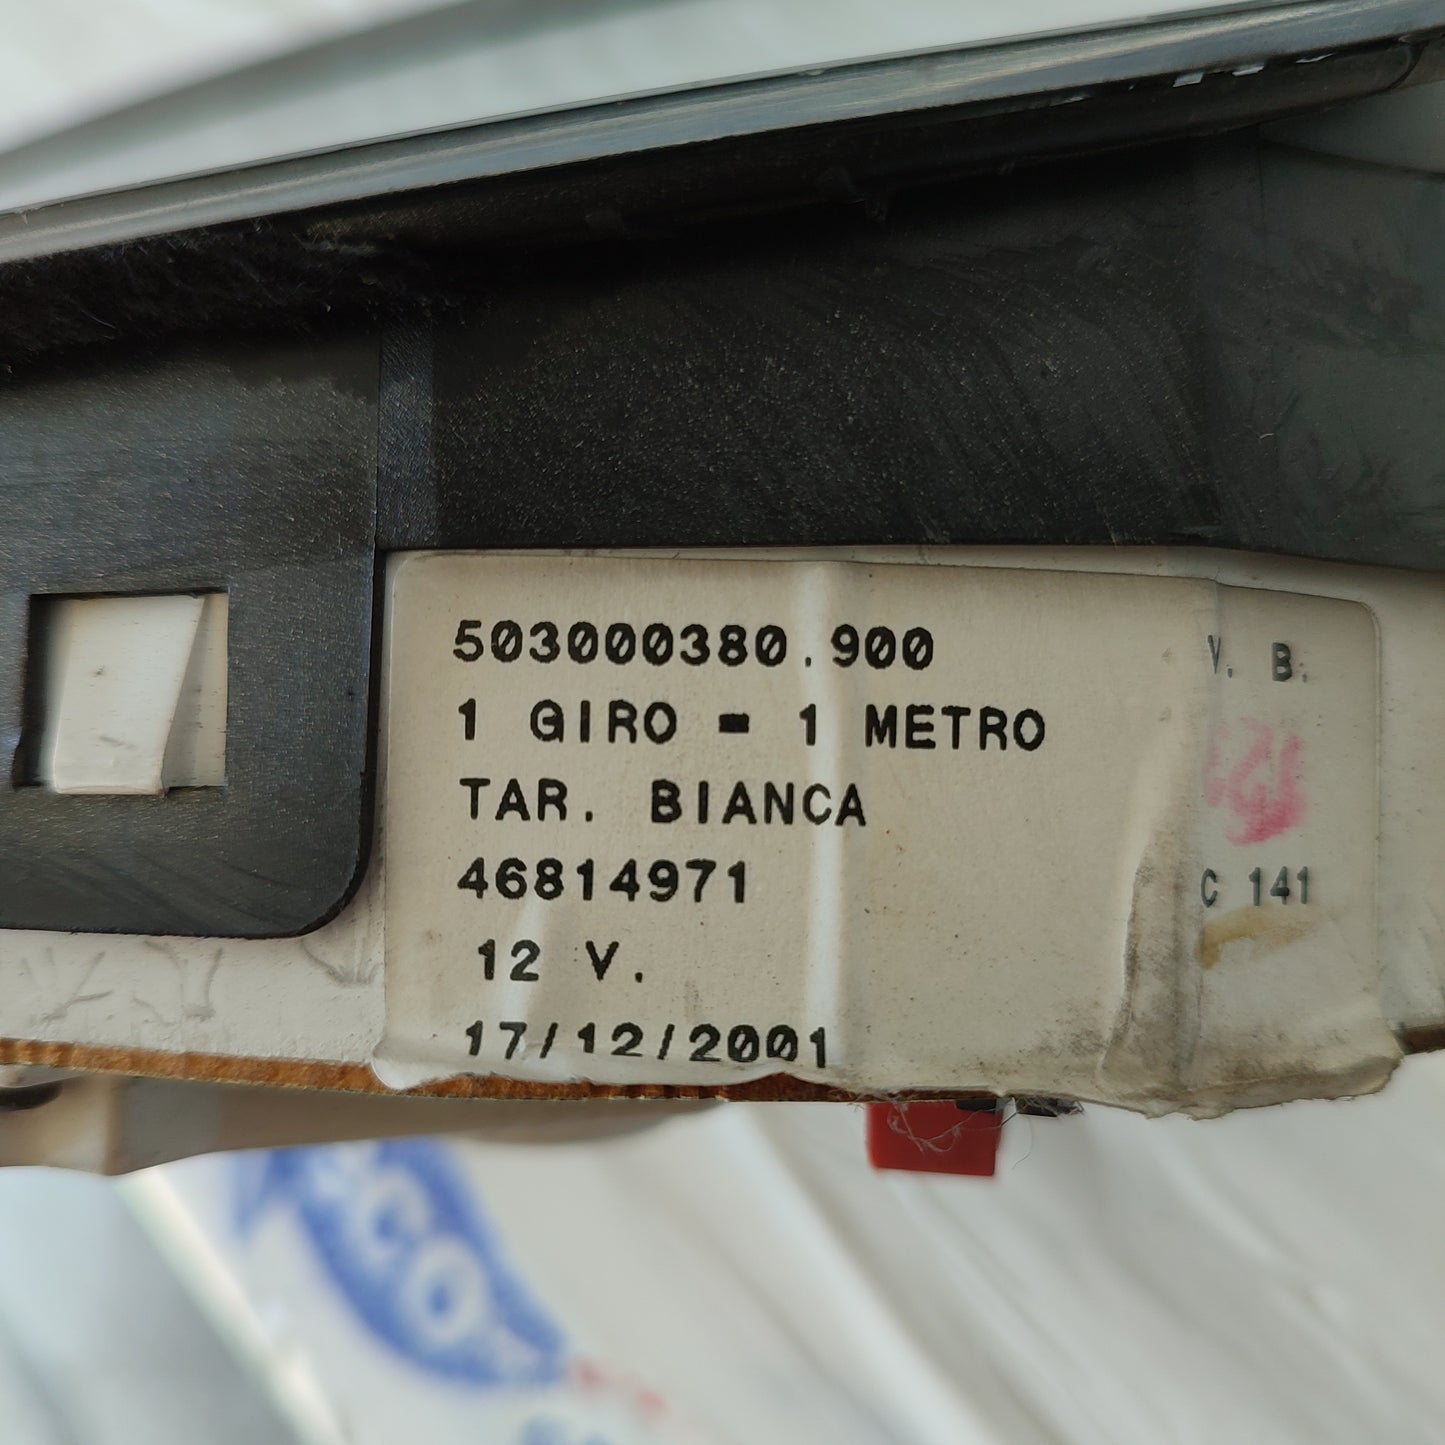 503000380.900
V. B.
1 GIRO = 1 METRO
TAR. BIANCA
46814971
C 141
12 V.
17/12/2001